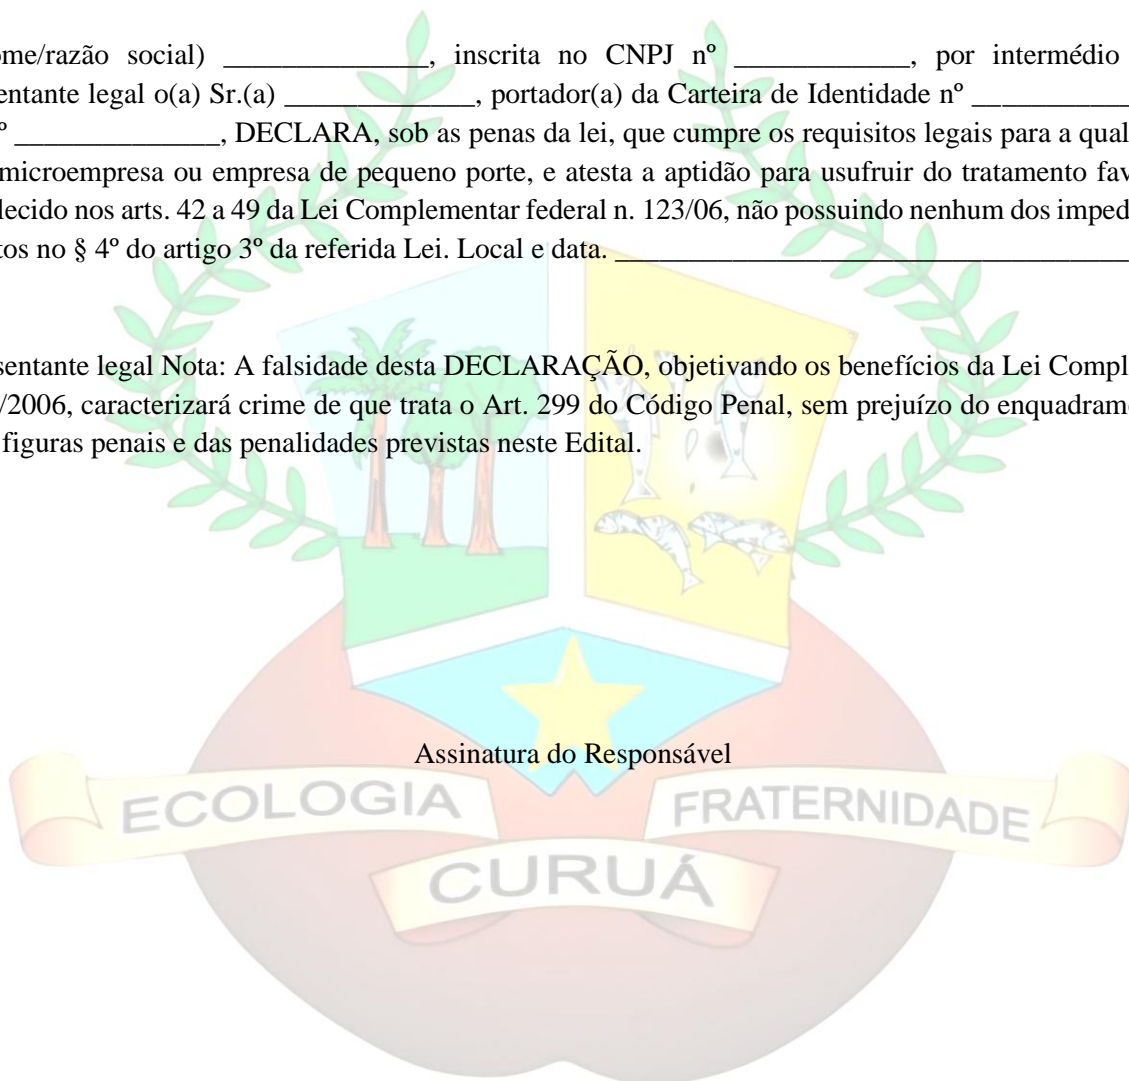 ome/razão social) ______________, inscrita no CNPJ nº ____________, por intermédio
entante legal o(a) Sr.(a) _____________, portador(a) da Carteira de Identidade nº ___________
º ______________, DECLARA, sob as penas da lei, que cumpre os requisitos legais para a qual
microempresa ou empresa de pequeno porte, e atesta a aptidão para usufruir do tratamento fav
lecido nos arts. 42 a 49 da Lei Complementar federal n. 123/06, não possuindo nenhum dos imped
tos no § 4º do artigo 3º da referida Lei. Local e data. ___________________________________
sentante legal Nota: A falsidade desta DECLARAÇÃO, objetivando os benefícios da Lei Compl
/2006, caracterizará crime de que trata o Art. 299 do Código Penal, sem prejuízo do enquadram
figuras penais e das penalidades previstas neste Edital.
Assinatura do Responsável
ECOLOGIA FRATERNIDADE
CURUÁ